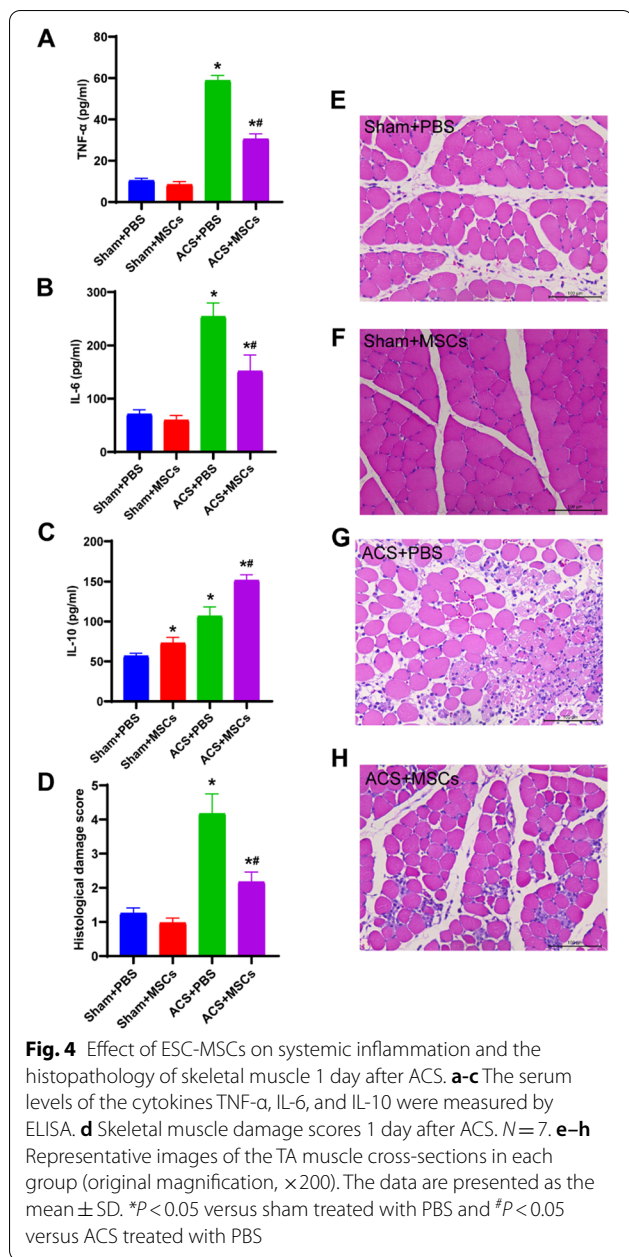 A
80
60
40
20
0
TNF-α (pg/ml)
*
*#
Sham+PBS
Sham+MSCs
ACS+PBS
ACS+MSCs
B
300
200
100
0
IL-6 (pg/ml)
*
*#
Sham+PBS
Sham+MSCs
ACS+PBS
ACS+MSCs
C
200
150
100
50
0
IL-10 (pg/ml)
*
*
*#
Sham+PBS
Sham+MSCs
ACS+PBS
ACS+MSCs
D
5
4
3
2
1
0
Histological damage score
*
*#
Sham+PBS
Sham+MSCs
ACS+PBS
ACS+MSCs
E
Sham+PBS
100 μm
F
Sham+MSCs
G
ACS+PBS
H
ACS+MSCs
Fig. 4 Effect of ESC-MSCs on systemic inflammation and the
histopathology of skeletal muscle 1 day after ACS. a-c The serum
levels of the cytokines TNF-α, IL-6, and IL-10 were measured by
ELISA. d Skeletal muscle damage scores 1 day after ACS. N = 7. e–h
Representative images of the TA muscle cross-sections in each
group (original magnification, ×200). The data are presented as the
mean ± SD. *P < 0.05 versus sham treated with PBS and #P < 0.05
versus ACS treated with PBS